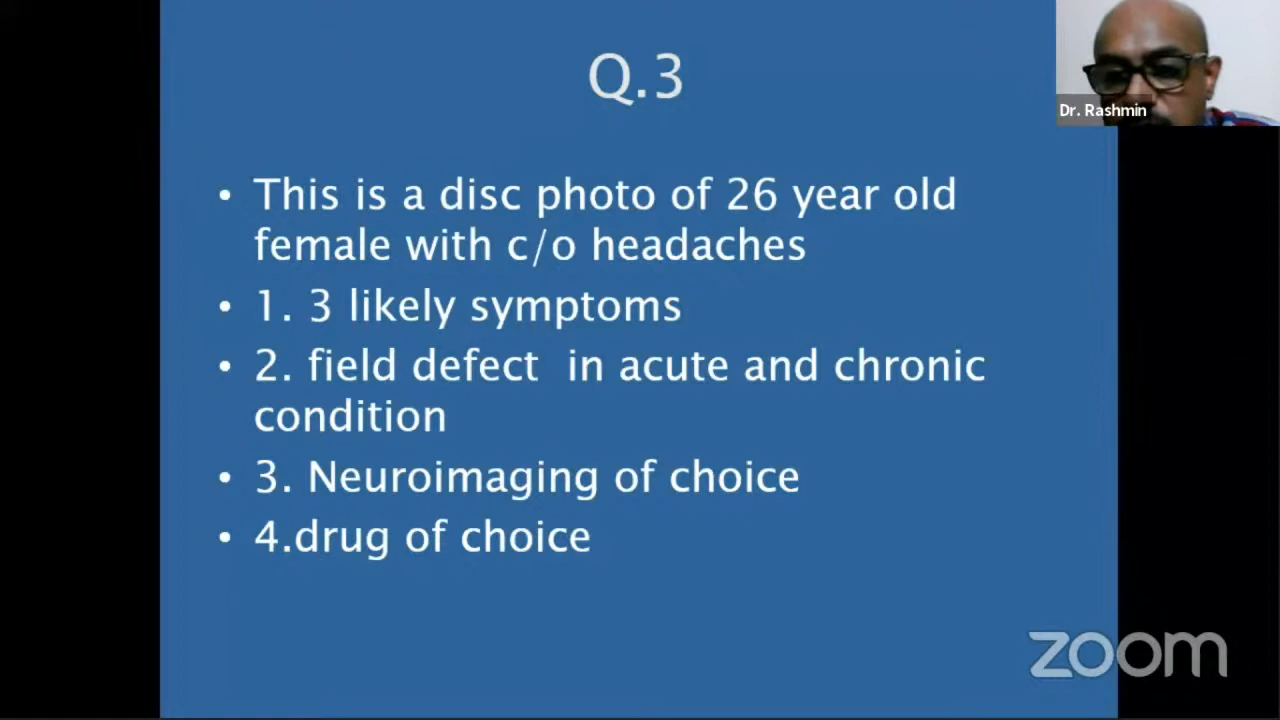 Q.3
Dr. Rashmin
• This is a disc photo of 26 year old
female with c/o headaches
• 1. 3 likely symptoms
• 2. field defect  in acute and chronic
condition
• 3. Neuroimaging of choice
• 4.drug of choice
zoom